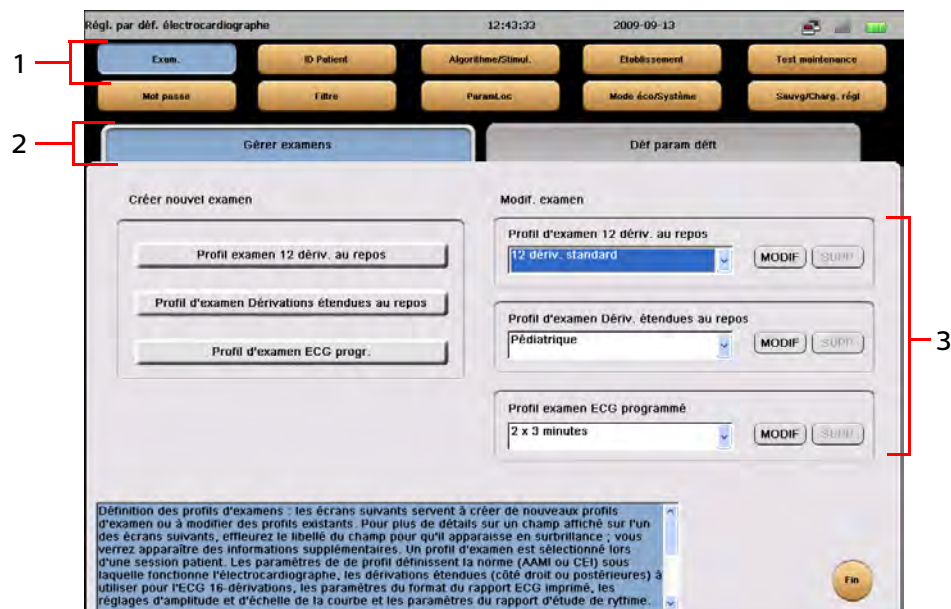 Régl. par déf. électrocardiographe 12:43:33 2009-09-13
1
Exam. ID Patient Algorithme/Stimul. Etablissement Test maintenance
Mot passe Filtre ParamLoc Mode éco/Système Sauvg/Charg. régl
2
Gérer examens Déf param déft
Créer nouvel examen
Profil examen 12 dériv. au repos
Profil d'examen Dérivations étendues au repos
Profil d'examen ECG progr.
Modif. examen
Profil d'examen 12 dériv. au repos
12 dériv. standard MODIF SUPP.
Profil d'examen Dériv. étendues au repos
Pédiatrique MODIF SUPP.
Profil examen ECG programmé
2 x 3 minutes MODIF SUPP.
3
Définition des profils d'examens : les écrans suivants servent à créer de nouveaux profils
d'examen ou à modifier des profils existants. Pour plus de détails sur un champ affiché sur l'un
des écrans suivants, effleurez le libellé du champ pour qu'il apparaisse en surbrillance ; vous
verrez apparaître des informations supplémentaires. Un profil d'examen est sélectionné lors
d'une session patient. Les paramètres de de profil définissent la norme (AAMI ou CEI) sous
laquelle fonctionne l'électrocardiographe, les dérivations étendues (côté droit ou postérieures) à
utiliser pour l'ECG 16-dérivations, les paramètres du format du rapport ECG imprimé, les
réglages d'amplitude et d'échelle de la courbe et les paramètres du rapport d'étude de rythme.
Fin